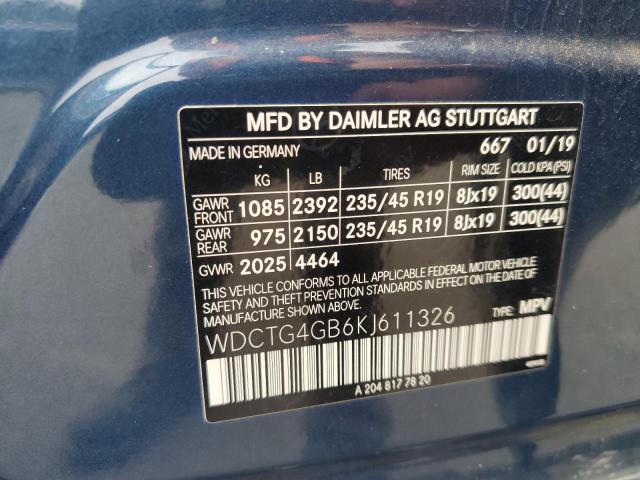 MFD BY DAIMLER AG STUTTGART
MADE IN GERMANY 667 01/19
KG LB TIRES RIM SIZE COLD KPA (PSI)
GAWR FRONT 1085 2392 235/45 R19 8Jx19 300(44)
GAWR REAR 975 2150 235/45 R19 8Jx19 300(44)
GVWR 2025 4464
THIS VEHICLE CONFORMS TO ALL APPLICABLE FEDERAL MOTOR VEHICLE
SAFETY AND THEFT PREVENTION STANDARDS IN EFFECT ON THE
DATE OF MANUFACTURE SHOWN ABOVE.
WDCTG4GB6KJ611326 TYPE: MPV
A 204 817 78 20